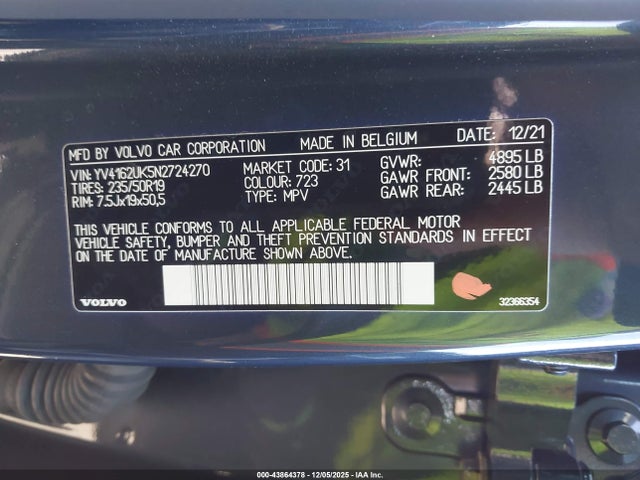 MFD BY VOLVO CAR CORPORATION MADE IN BELGIUM DATE: 12/21
VIN: YV4162UK5N2724270 MARKET CODE: 31 GVWR: 4895 LB
TIRES: 235/50R19 COLOUR: 723 GAWR FRONT: 2580 LB
RIM: 7.5Jx19x50,5 TYPE: MPV GAWR REAR: 2445 LB
THIS VEHICLE CONFORMS TO ALL APPLICABLE FEDERAL MOTOR
VEHICLE SAFETY, BUMPER AND THEFT PREVENTION STANDARDS IN EFFECT
ON THE DATE OF MANUFACTURE SHOWN ABOVE.
VOLVO 32366354
000-43864378 - 12/05/2025 - IAA Inc.